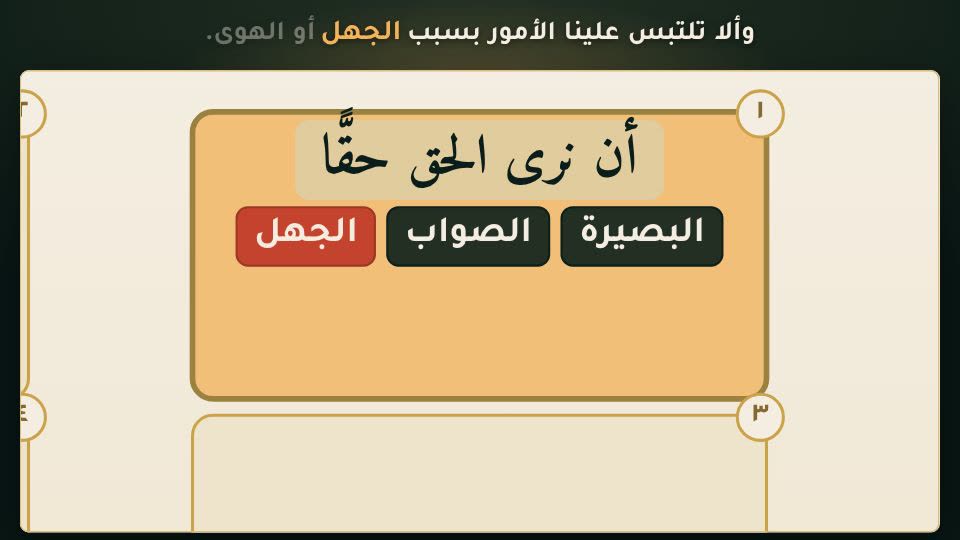 وألا تلتبس علينا الأمور بسبب الجهل أو الهوى.
١
أن نرى الحق حقًّا
البصيرة الصواب الجهل
٣